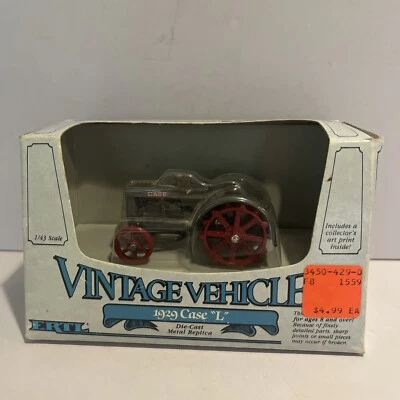 CASE
1/43 Scale
Includes a
collector's
art print
inside!
VINTAGE VEHICLE
1929 Case "L"
Die-Cast
Metal Replica
ERTL
3450-429-0
F8 1559
$4.99 EA
for ages 8 and over!
Because of finely
detailed parts, sharp
points or small pieces
may occur if broken.